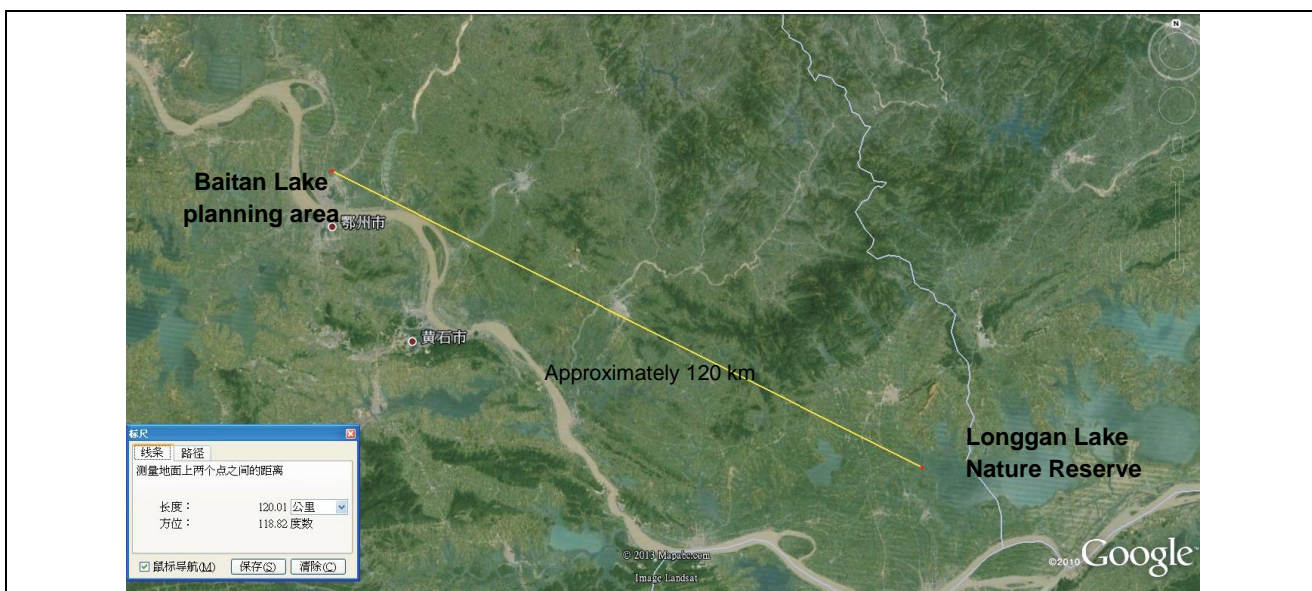 N
Baitan Lake
planning area
鄂州市
黄石市
Approximately 120 km
Longgan Lake
Nature Reserve
标尺
线条 路径
测量地面上两个点之间的距离
长度： 120.01 公里
方位： 118.82 度数
鼠标导航(M) 保存(S) 清除(C)
© 2013 Mapabc.com
Image Landsat
©2010 Google